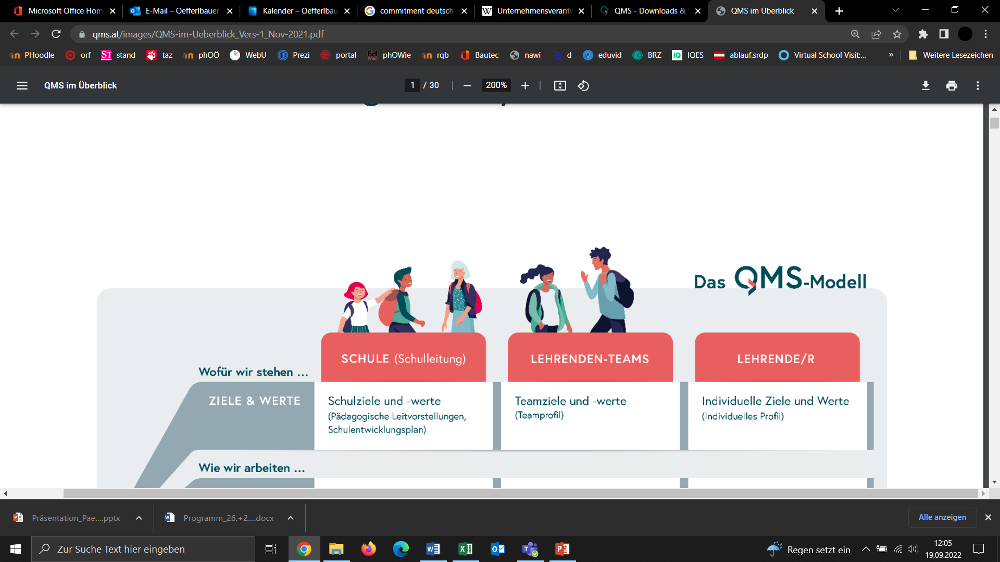 Microsoft Office Hom
E-Mail – Oefferlbauer
Kalender – Oefferlbau
commitment deutsch
Unternehmensverantw
QMS - Downloads &
QMS im Überblick
qms.at/images/QMS-im-Ueberblick_Vers-1_Nov-2021.pdf
PHoodle
orf
ST stand
taz
phOÖ
WebU
Prezi
portal
phOWie
rqb
Bautec
nawi
d
eduvid
BRZ
IQ IQES
ablauf.srdp
Virtual School Visit:...
»
Weitere Lesezeichen
QMS im Überblick
1 / 30
200%
Das QMS-Modell
SCHULE (Schulleitung)
LEHRENDEN-TEAMS
LEHRENDE/R
Wofür wir stehen ...
ZIELE & WERTE
Schulziele und -werte
(Pädagogische Leitvorstellungen,
Schulentwicklungsplan)
Teamziele und -werte
(Teamprofil)
Individuelle Ziele und Werte
(Individuelles Profil)
Wie wir arbeiten ...
Präsentation_Pae....pptx
Programm_26.+2....docx
Alle anzeigen
Zur Suche Text hier eingeben
Regen setzt ein
12:05
19.09.2022